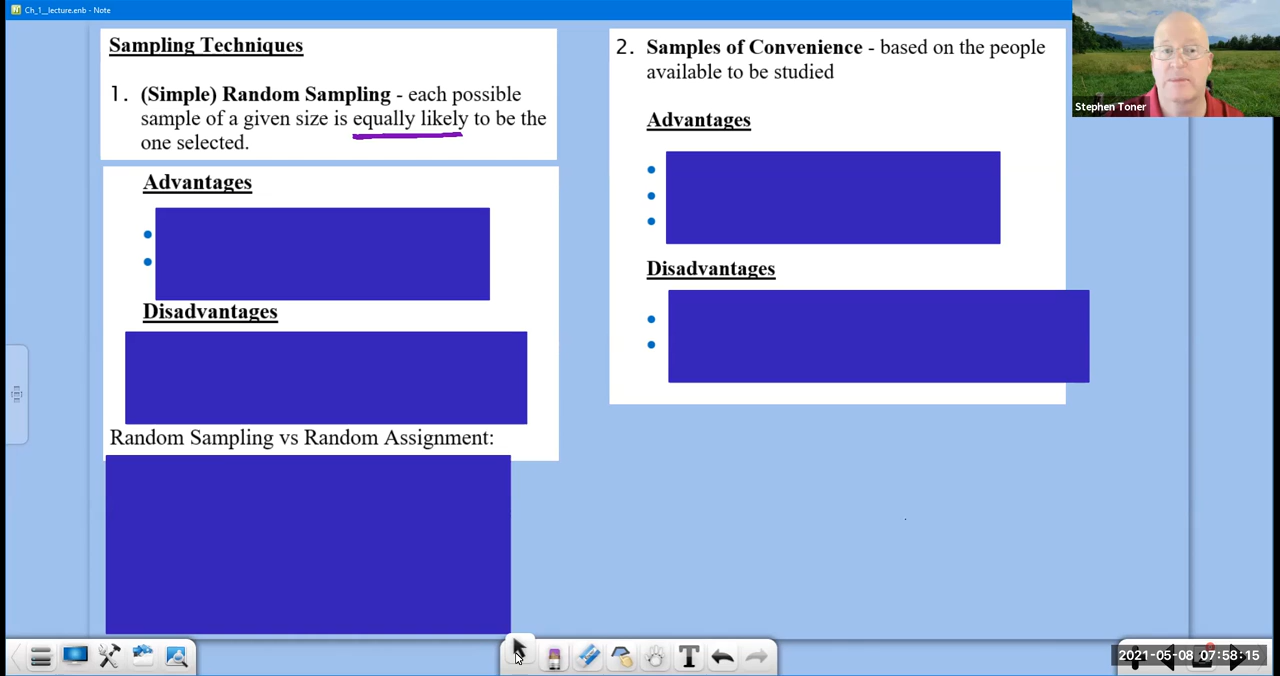 Ch_1_lecture.enb - Note
Sampling Techniques
1. (Simple) Random Sampling - each possible
sample of a given size is equally likely to be the
one selected.
Advantages
Disadvantages
Random Sampling vs Random Assignment:
2. Samples of Convenience - based on the people
available to be studied
Advantages
Disadvantages
Stephen Toner
T
2021-05-08 07:58:15